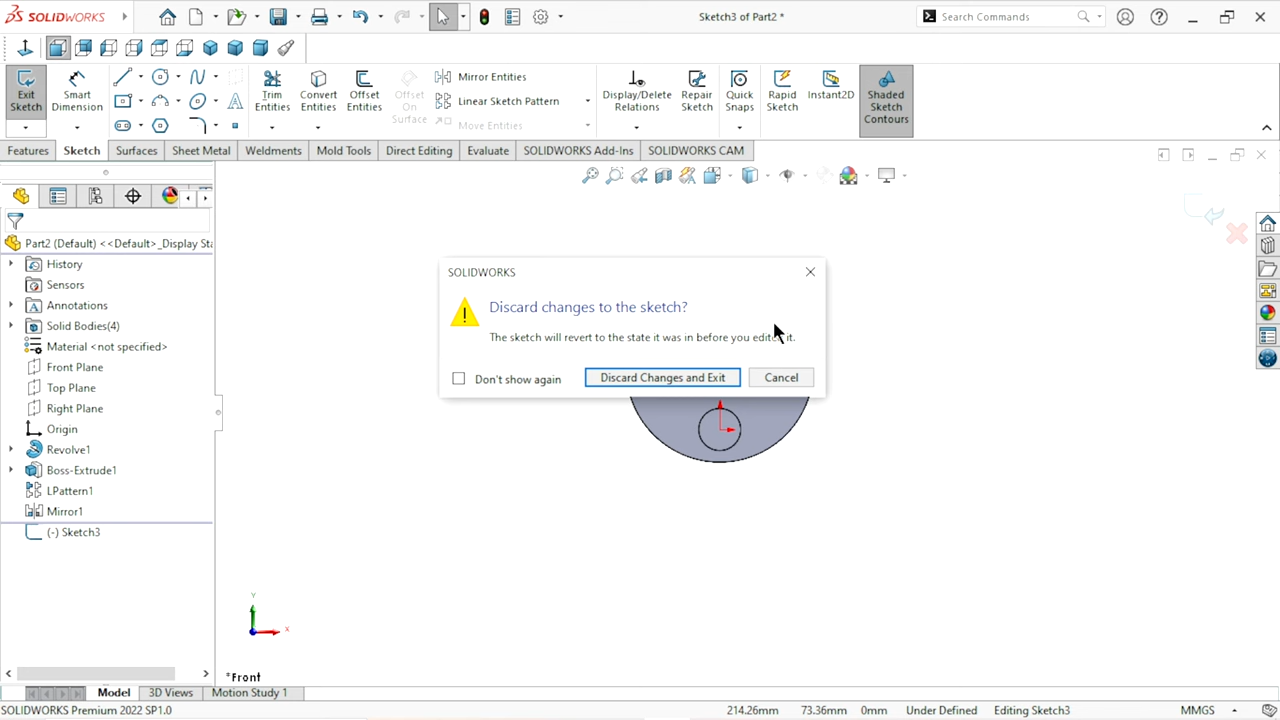 SOLIDWORKS
Sketch3 of Part2 *
Search Commands
Exit Sketch
Smart Dimension
Trim Entities
Convert Entities
Offset Entities
Offset On Surface
Mirror Entities
Linear Sketch Pattern
Move Entities
Display/Delete Relations
Repair Sketch
Quick Snaps
Rapid Sketch
Instant2D
Shaded Sketch Contours
Features
Sketch
Surfaces
Sheet Metal
Weldments
Mold Tools
Direct Editing
Evaluate
SOLIDWORKS Add-Ins
SOLIDWORKS CAM
Part2 (Default) <<Default>_Display Sta
History
Sensors
Annotations
Solid Bodies(4)
Material <not specified>
Front Plane
Top Plane
Right Plane
Origin
Revolve1
Boss-Extrude1
LPattern1
Mirror1
(-) Sketch3
SOLIDWORKS
Discard changes to the sketch?
The sketch will revert to the state it was in before you edited it.
Don't show again
Discard Changes and Exit
Cancel
Y
X
*Front
Model
3D Views
Motion Study 1
SOLIDWORKS Premium 2022 SP1.0
214.26mm
73.36mm
0mm
Under Defined
Editing Sketch3
MMGS